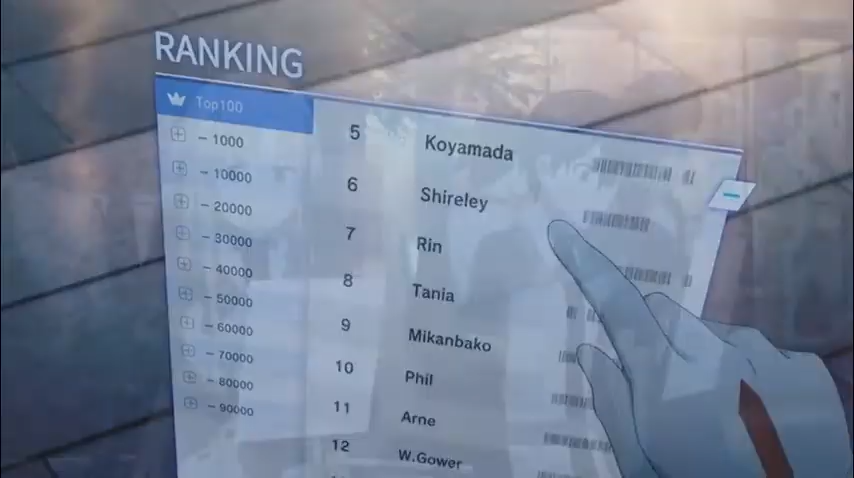 RANKING
Top100
– 1000
– 10000
– 20000
– 30000
– 40000
– 50000
– 60000
– 70000
– 80000
– 90000
5 Koyamada
6 Shireley
7 Rin
8 Tania
9 Mikanbako
10 Phil
11 Arne
12 W.Gower